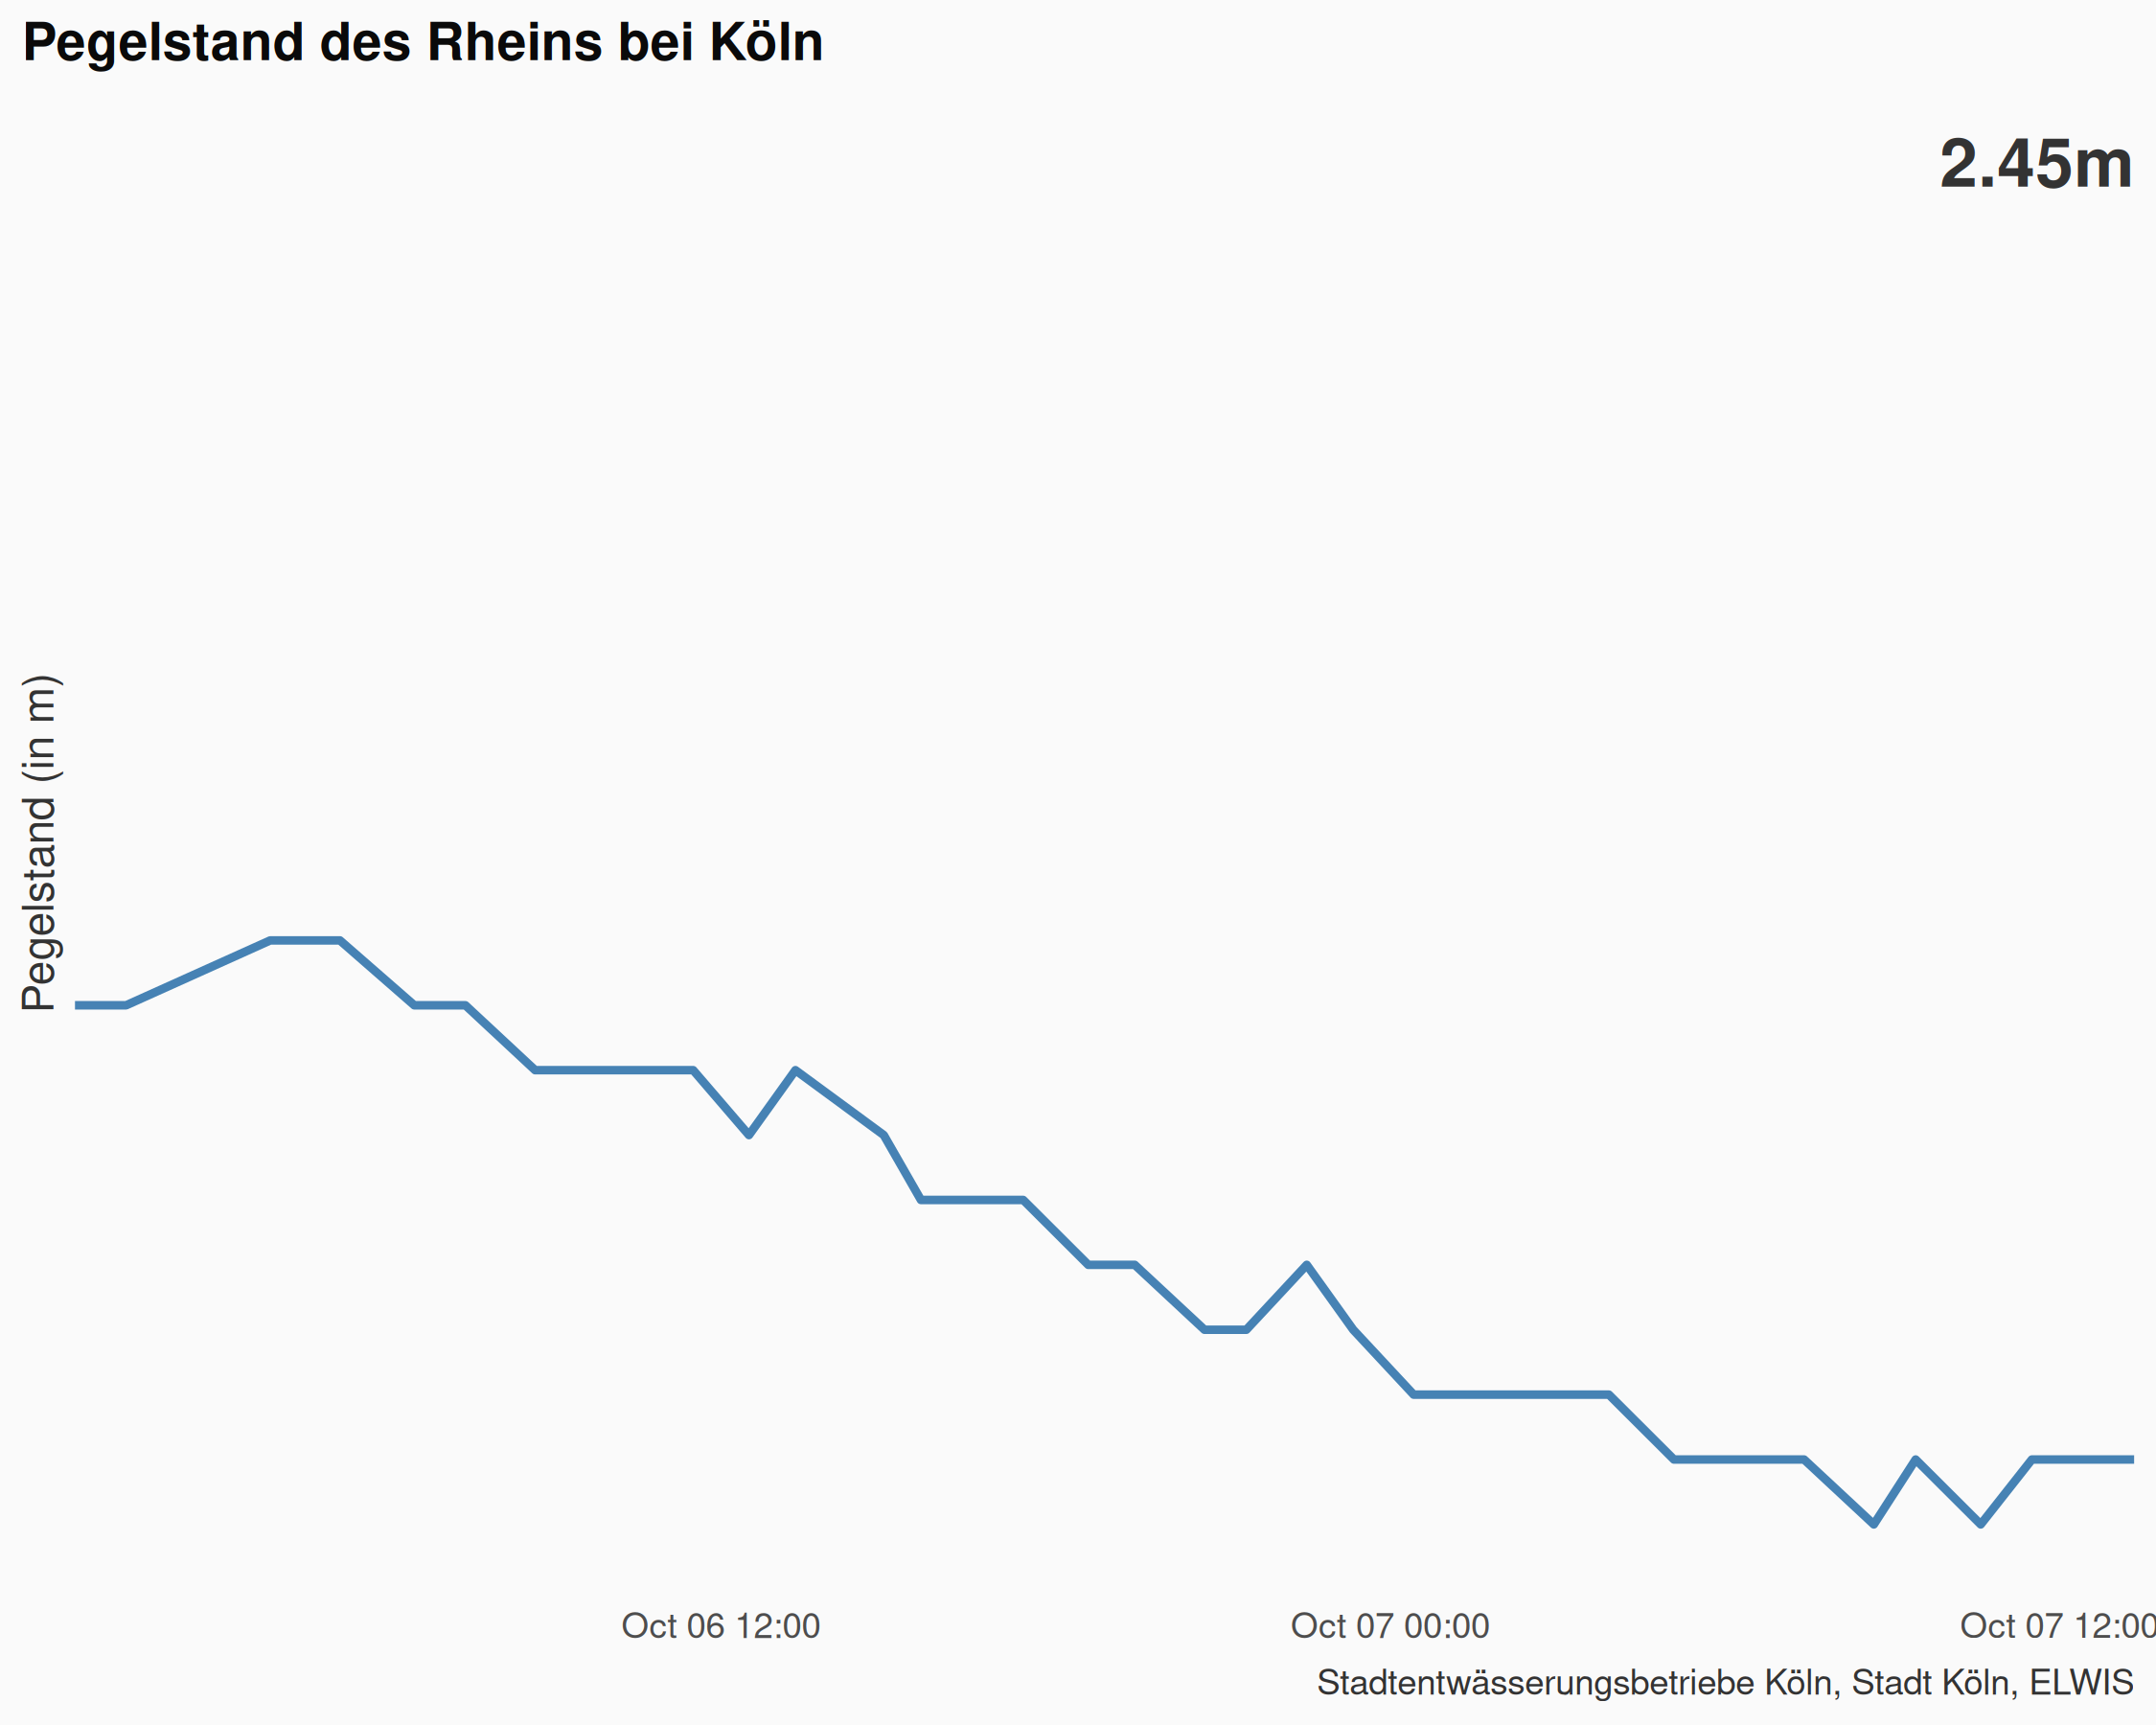 Pegelstand des Rheins bei Köln
2.45m
Pegelstand (in m)
Oct 06 12:00
Oct 07 00:00
Oct 07 12:00
Stadtentwässerungsbetriebe Köln, Stadt Köln, ELWIS